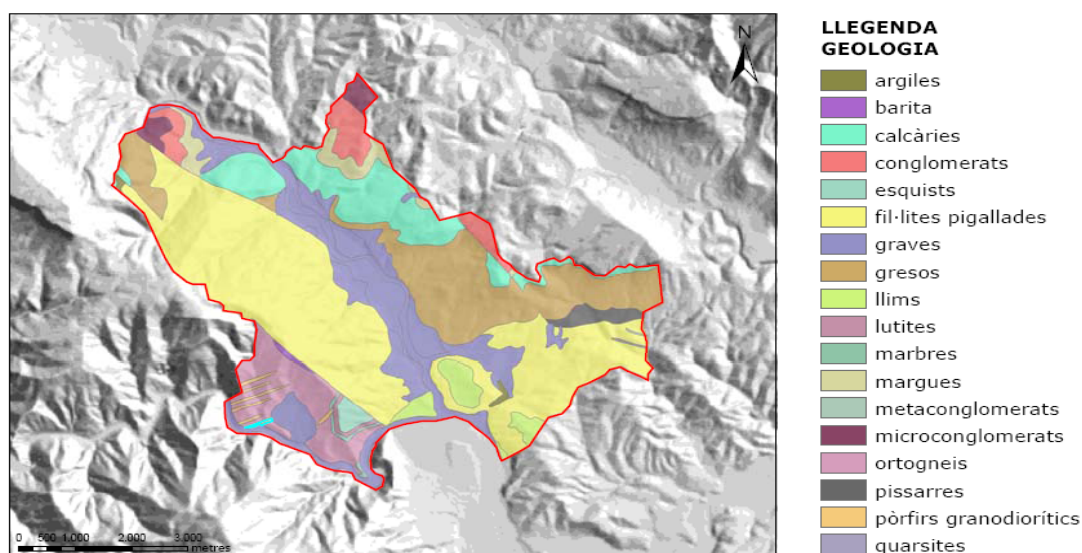 N
0 500 1.000 2.000 3.000
metres
LLEGENDA
GEOLOGIA
argiles
barita
calcàries
conglomerats
esquists
fil·lites pigallades
graves
gresos
llims
lutites
marbres
margues
metaconglomerats
microconglomerats
ortogneis
pissarres
pòrfirs granodiorítics
quarsites